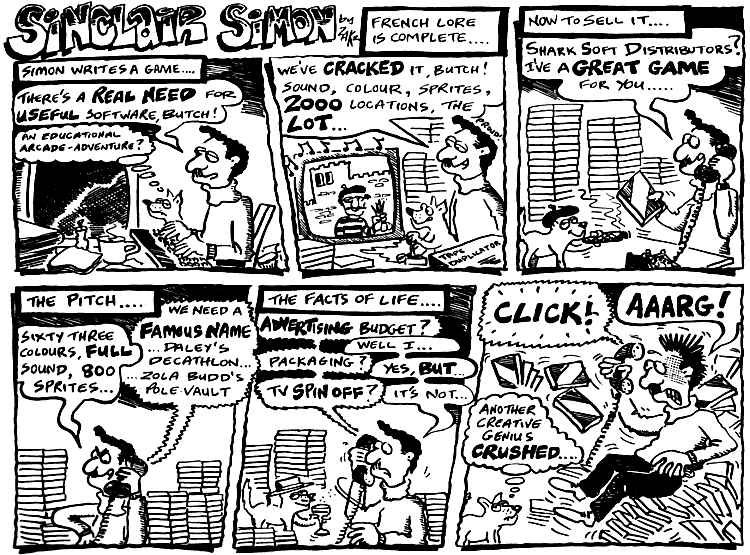 SINCLAIR SIMON
by
SIMON WRITES A GAME....
THERE'S A REAL NEED FOR
USEFUL SOFTWARE, BUTCH!
AN EDUCATIONAL
ARCADE-ADVENTURE?
FRENCH LORE
IS COMPLETE....
WE'VE CRACKED IT, BUTCH!
SOUND, COLOUR, SPRITES,
2000 LOCATIONS, THE
LOT...
PROUD!
TAPE
DUPLICATOR
NOW TO SELL IT....
SHARK SOFT DISTRIBUTORS?
I'VE A GREAT GAME
FOR YOU.....
THE PITCH....
SIXTY THREE
COLOURS, FULL
SOUND, 800
SPRITES...
WE NEED A
FAMOUS NAME
...DALEY'S
DECATHLON...
...ZOLA BUDD'S
POLE-VAULT
THE FACTS OF LIFE....
ADVERTISING BUDGET?
WELL I...
PACKAGING?
YES, BUT...
TV SPIN OFF?
IT'S NOT...
CLICK!
AAARG!
ANOTHER
CREATIVE
GENIUS
CRUSHED....